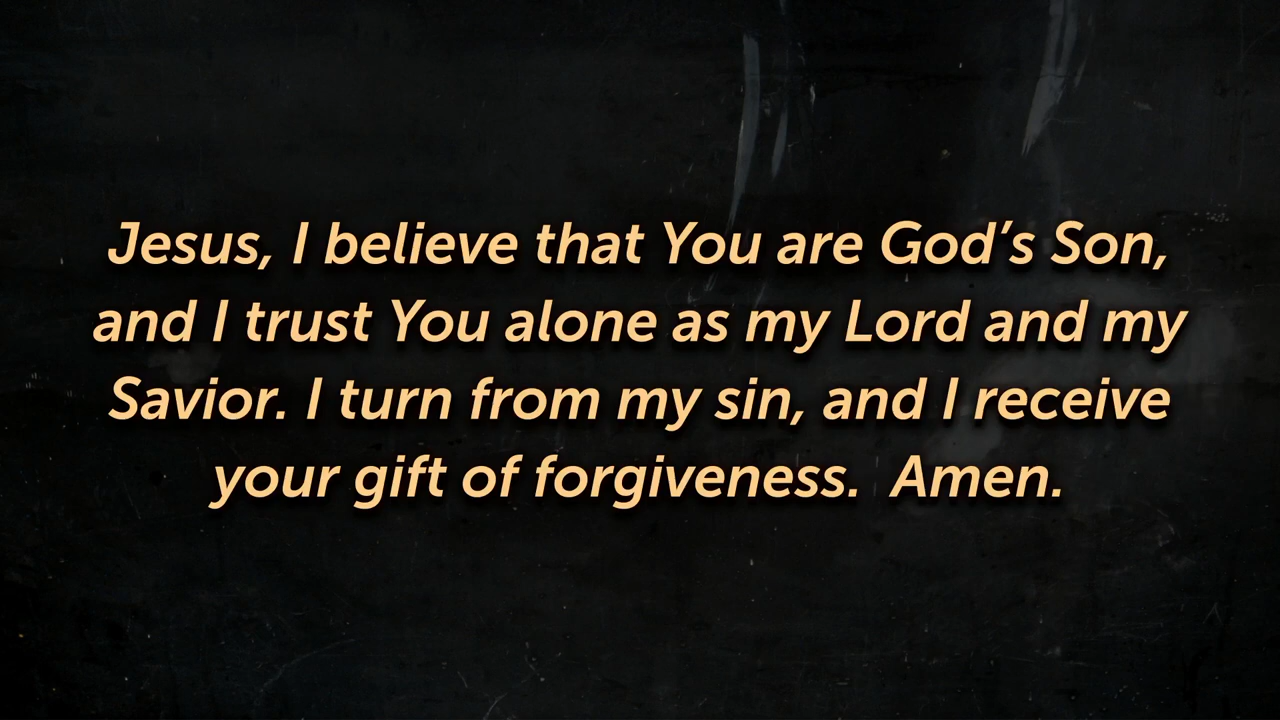 Jesus, I believe that You are God’s Son,
and I trust You alone as my Lord and my
Savior. I turn from my sin, and I receive
your gift of forgiveness.  Amen.